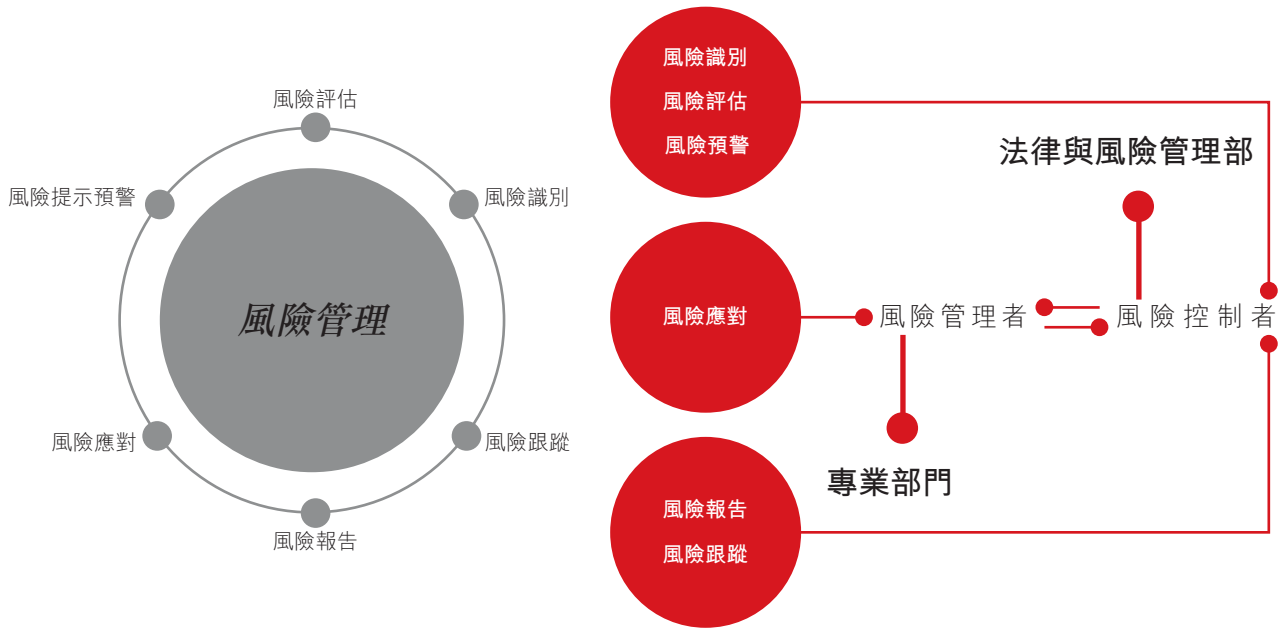 風險評估
風險提示預警
風險識別
風險管理
風險應對
風險跟蹤
風險報告
風險識別
風險評估
風險預警
法律與風險管理部
風險應對
風險管理者
風險控制者
專業部門
風險報告
風險跟蹤